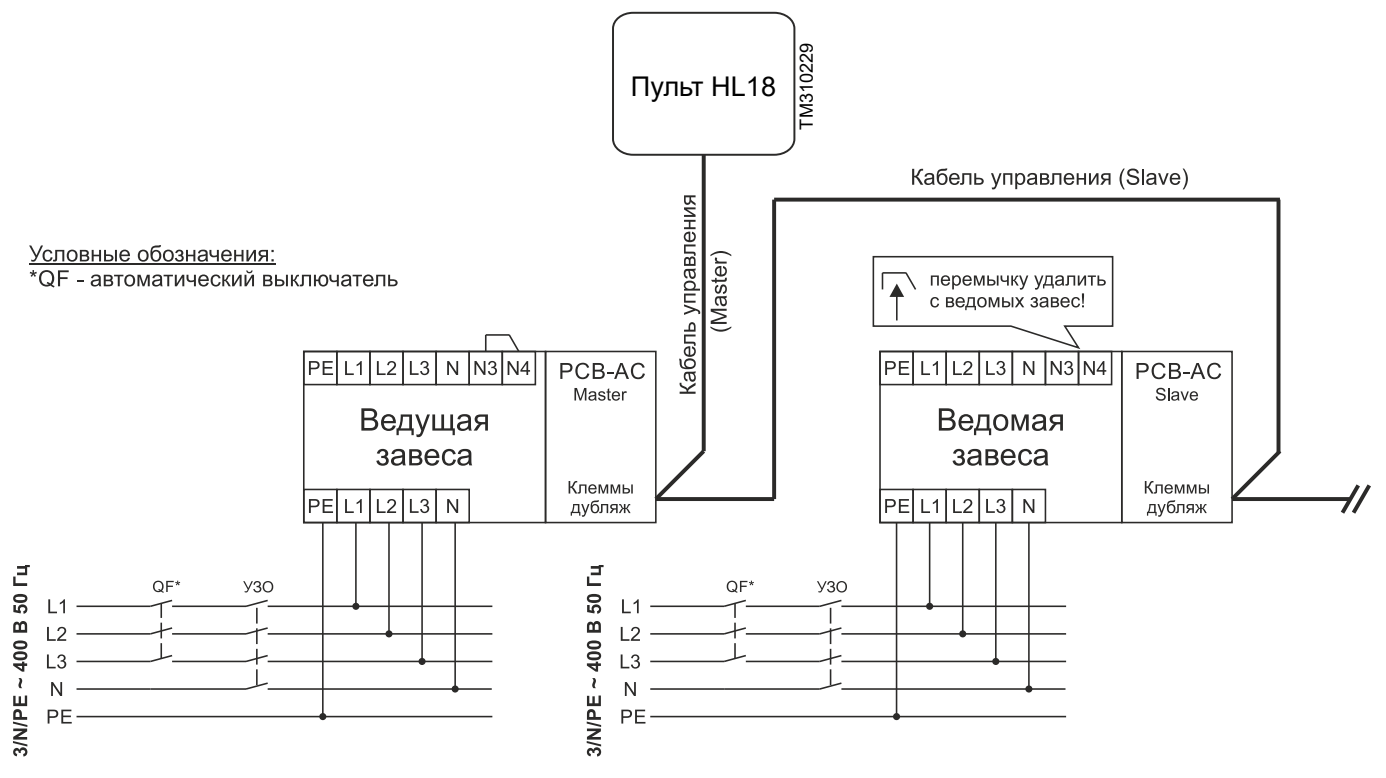 Пульт HL18
TM310229
Кабель управления (Slave)
Кабель управления
(Master)
Условные обозначения:
*QF - автоматический выключатель
перемычку удалить
с ведомых завес!
PE L1 L2 L3 N N3 N4
PCB-AC
Master
Ведущая
завеса
Клеммы
дубляж
PE L1 L2 L3 N
PE L1 L2 L3 N N3 N4
PCB-AC
Slave
Ведомая
завеса
Клеммы
дубляж
PE L1 L2 L3 N
3/N/PE ~ 400 В 50 Гц
QF*
УЗО
L1
L2
L3
N
PE
3/N/PE ~ 400 В 50 Гц
QF*
УЗО
L1
L2
L3
N
PE